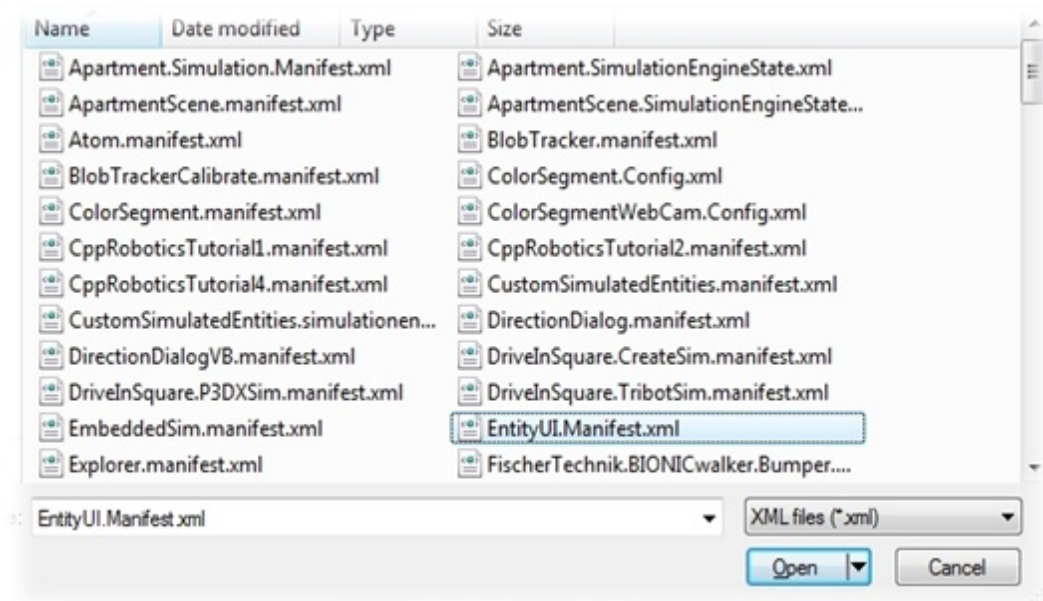 Name Date modified Type Size
Apartment.Simulation.Manifest.xml Apartment.SimulationEngineState.xml
ApartmentScene.manifest.xml ApartmentScene.SimulationEngineState...
Atom.manifest.xml BlobTracker.manifest.xml
BlobTrackerCalibrate.manifest.xml ColorSegment.Config.xml
ColorSegment.manifest.xml ColorSegmentWebCam.Config.xml
CppRoboticsTutorial1.manifest.xml CppRoboticsTutorial2.manifest.xml
CppRoboticsTutorial4.manifest.xml CustomSimulatedEntities.manifest.xml
CustomSimulatedEntities.simulationen... DirectionDialog.manifest.xml
DirectionDialogVB.manifest.xml DriveInSquare.CreateSim.manifest.xml
DriveInSquare.P3DXSim.manifest.xml DriveInSquare.TribotSim.manifest.xml
EmbeddedSim.manifest.xml EntityUI.Manifest.xml
Explorer.manifest.xml FischerTechnik.BIONICwalker.Bumper....
EntityUI.Manifest.xml XML files (*.xml)
Open Cancel